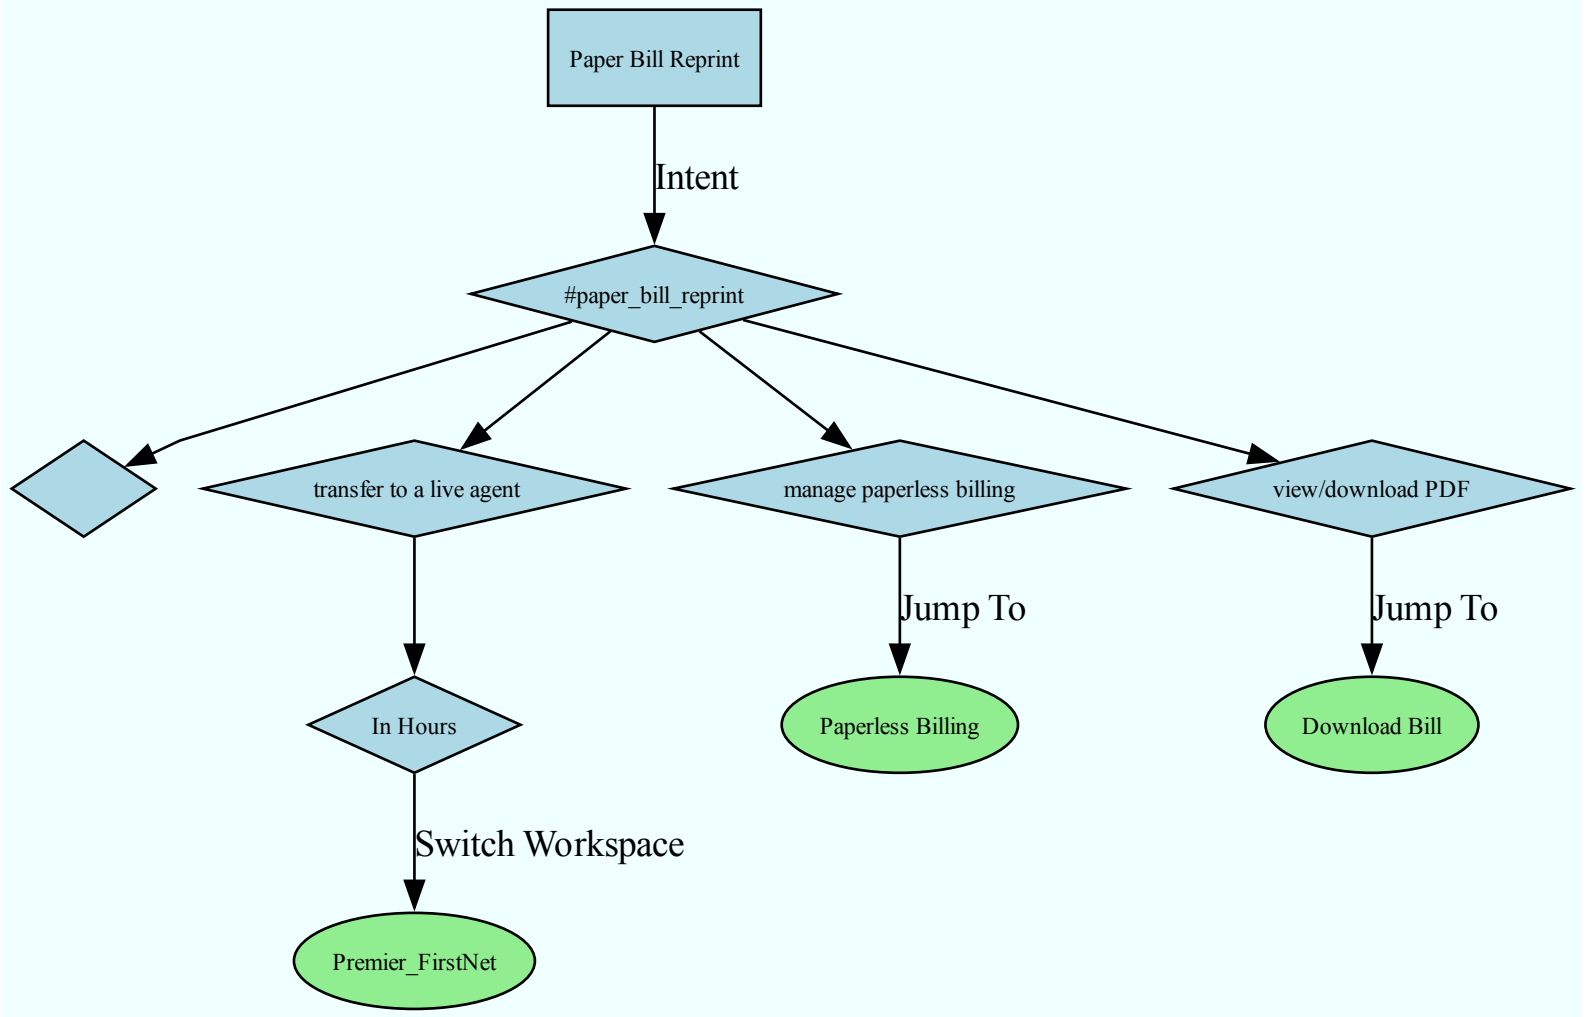 Paper Bill Reprint
Intent
#paper_bill_reprint
transfer to a live agent
manage paperless billing
view/download PDF
Jump To
Jump To
In Hours
Paperless Billing
Download Bill
Switch Workspace
Premier_FirstNet